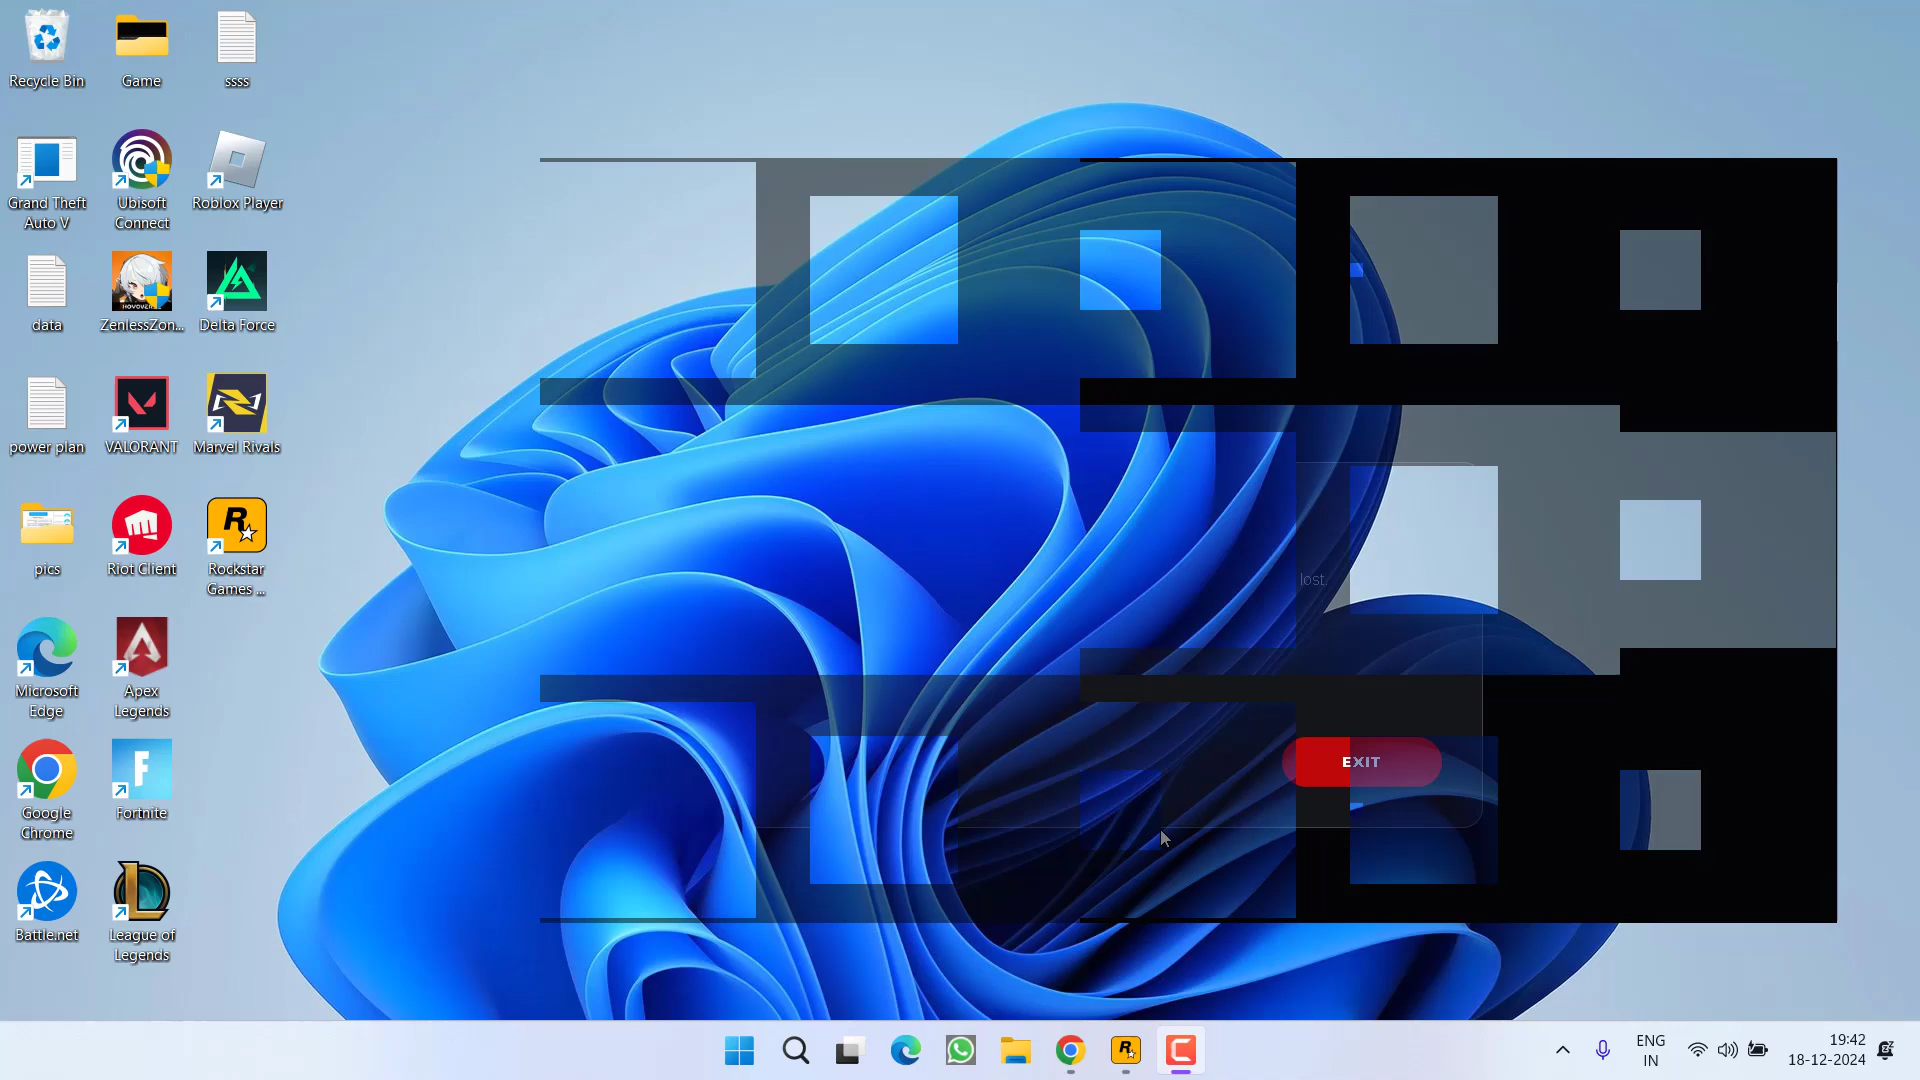 Recycle Bin
Game
ssss
Grand Theft
Auto V
Ubisoft
Connect
Roblox Player
data
HOYOVERSE
ZenlessZon...
Delta Force
power plan
VALORANT
Marvel Rivals
pics
Riot Client
R
Rockstar
Games ...
lost.
Microsoft
Edge
Apex
Legends
EXIT
Google
Chrome
F
Fortnite
Battle.net
L
League of
Legends
R
ENG
IN
19:42
18-12-2024